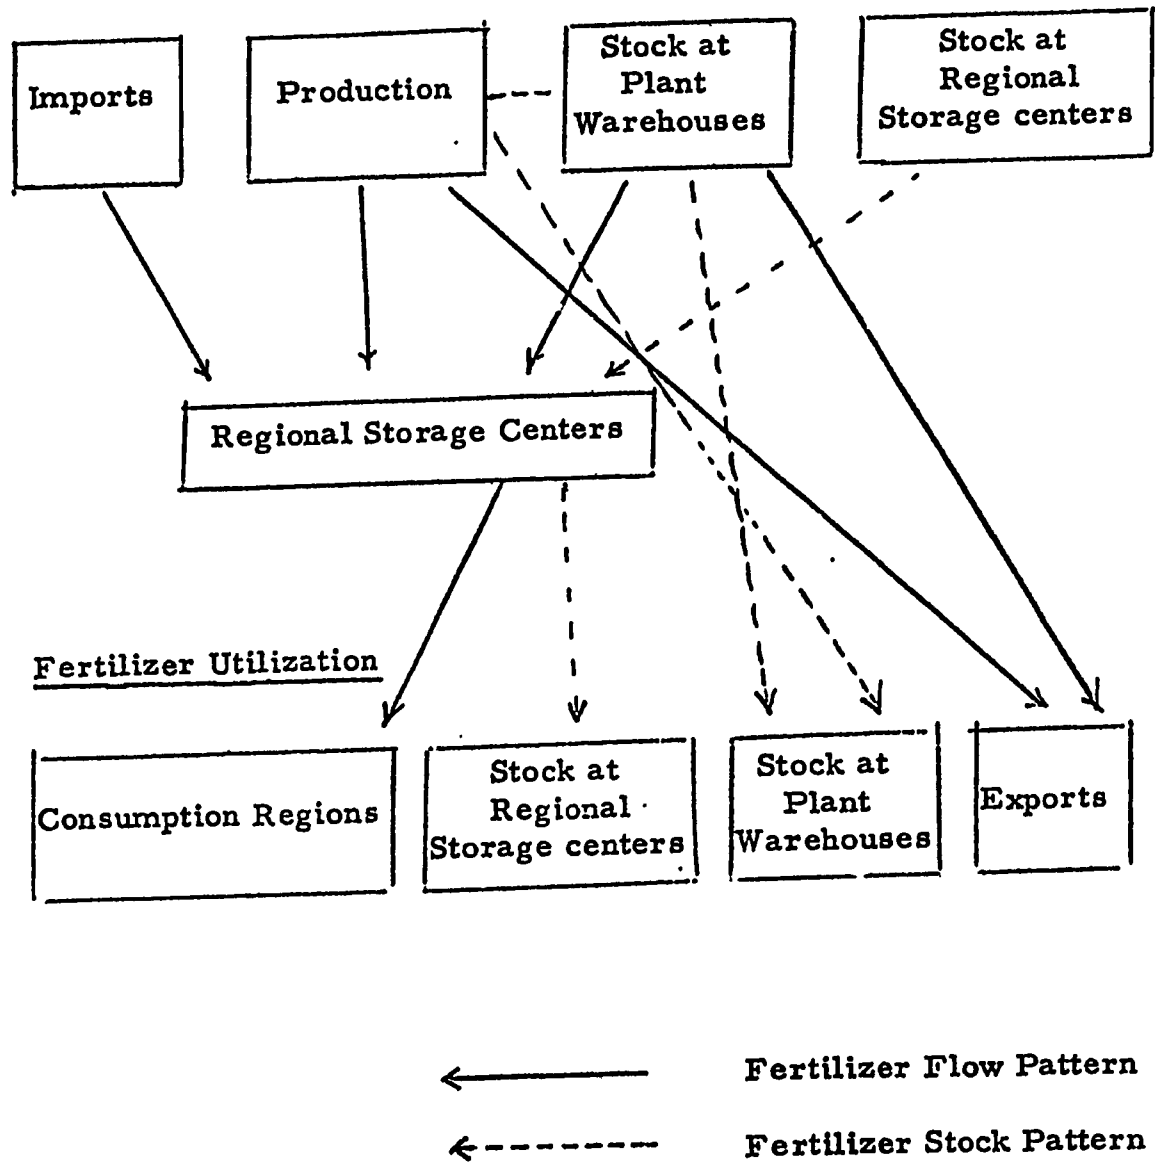 Imports
Production
Stock at
Plant
Warehouses
Stock at
Regional
Storage centers
Regional Storage Centers
Fertilizer Utilization
Consumption Regions
Stock at
Regional
Storage centers
Stock at
Plant
Warehouses
Exports
Fertilizer Flow Pattern
Fertilizer Stock Pattern